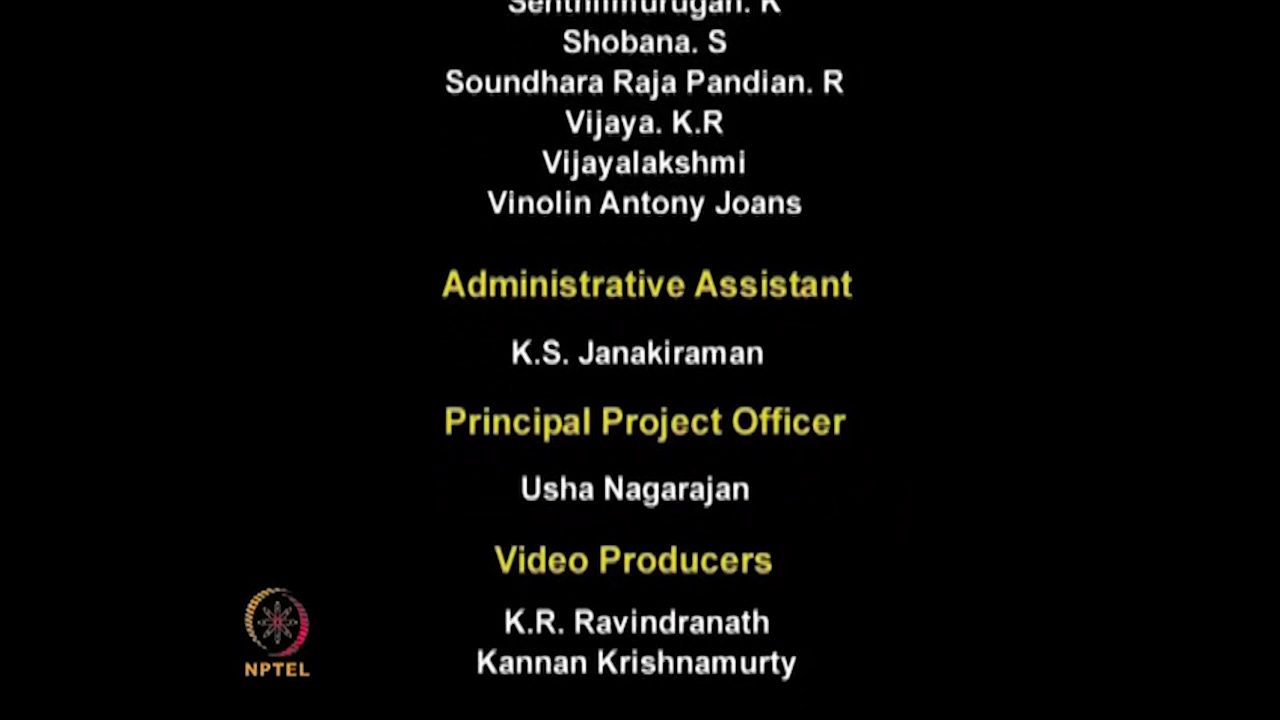 Senthilmurugan. K
Shobana. S
Soundhara Raja Pandian. R
Vijaya. K.R
Vijayalakshmi
Vinolin Antony Joans
Administrative Assistant
K.S. Janakiraman
Principal Project Officer
Usha Nagarajan
Video Producers
K.R. Ravindranath
Kannan Krishnamurty
NPTEL